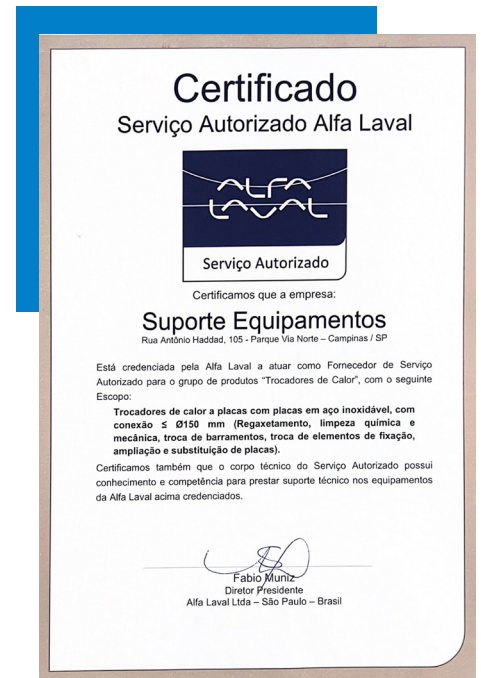 Certificado
Serviço Autorizado Alfa Laval
ALFA
LAVAL
Serviço Autorizado
Certificamos que a empresa:
Suporte Equipamentos
Rua Antônio Haddad, 105 - Parque Via Norte – Campinas / SP
Está credenciada pela Alfa Laval a atuar como Fornecedor de Serviço
Autorizado para o grupo de produtos “Trocadores de Calor”, com o seguinte
Escopo:
Trocadores de calor a placas com placas em aço inoxidável, com
conexão ≤ Ø150 mm (Regaxetamento, limpeza química e
mecânica, troca de barramentos, troca de elementos de fixação,
ampliação e substituição de placas).
Certificamos também que o corpo técnico do Serviço Autorizado possui
conhecimento e competência para prestar suporte técnico nos equipamentos
da Alfa Laval acima credenciados.
Fabio Muniz
Diretor Presidente
Alfa Laval Ltda – São Paulo – Brasil